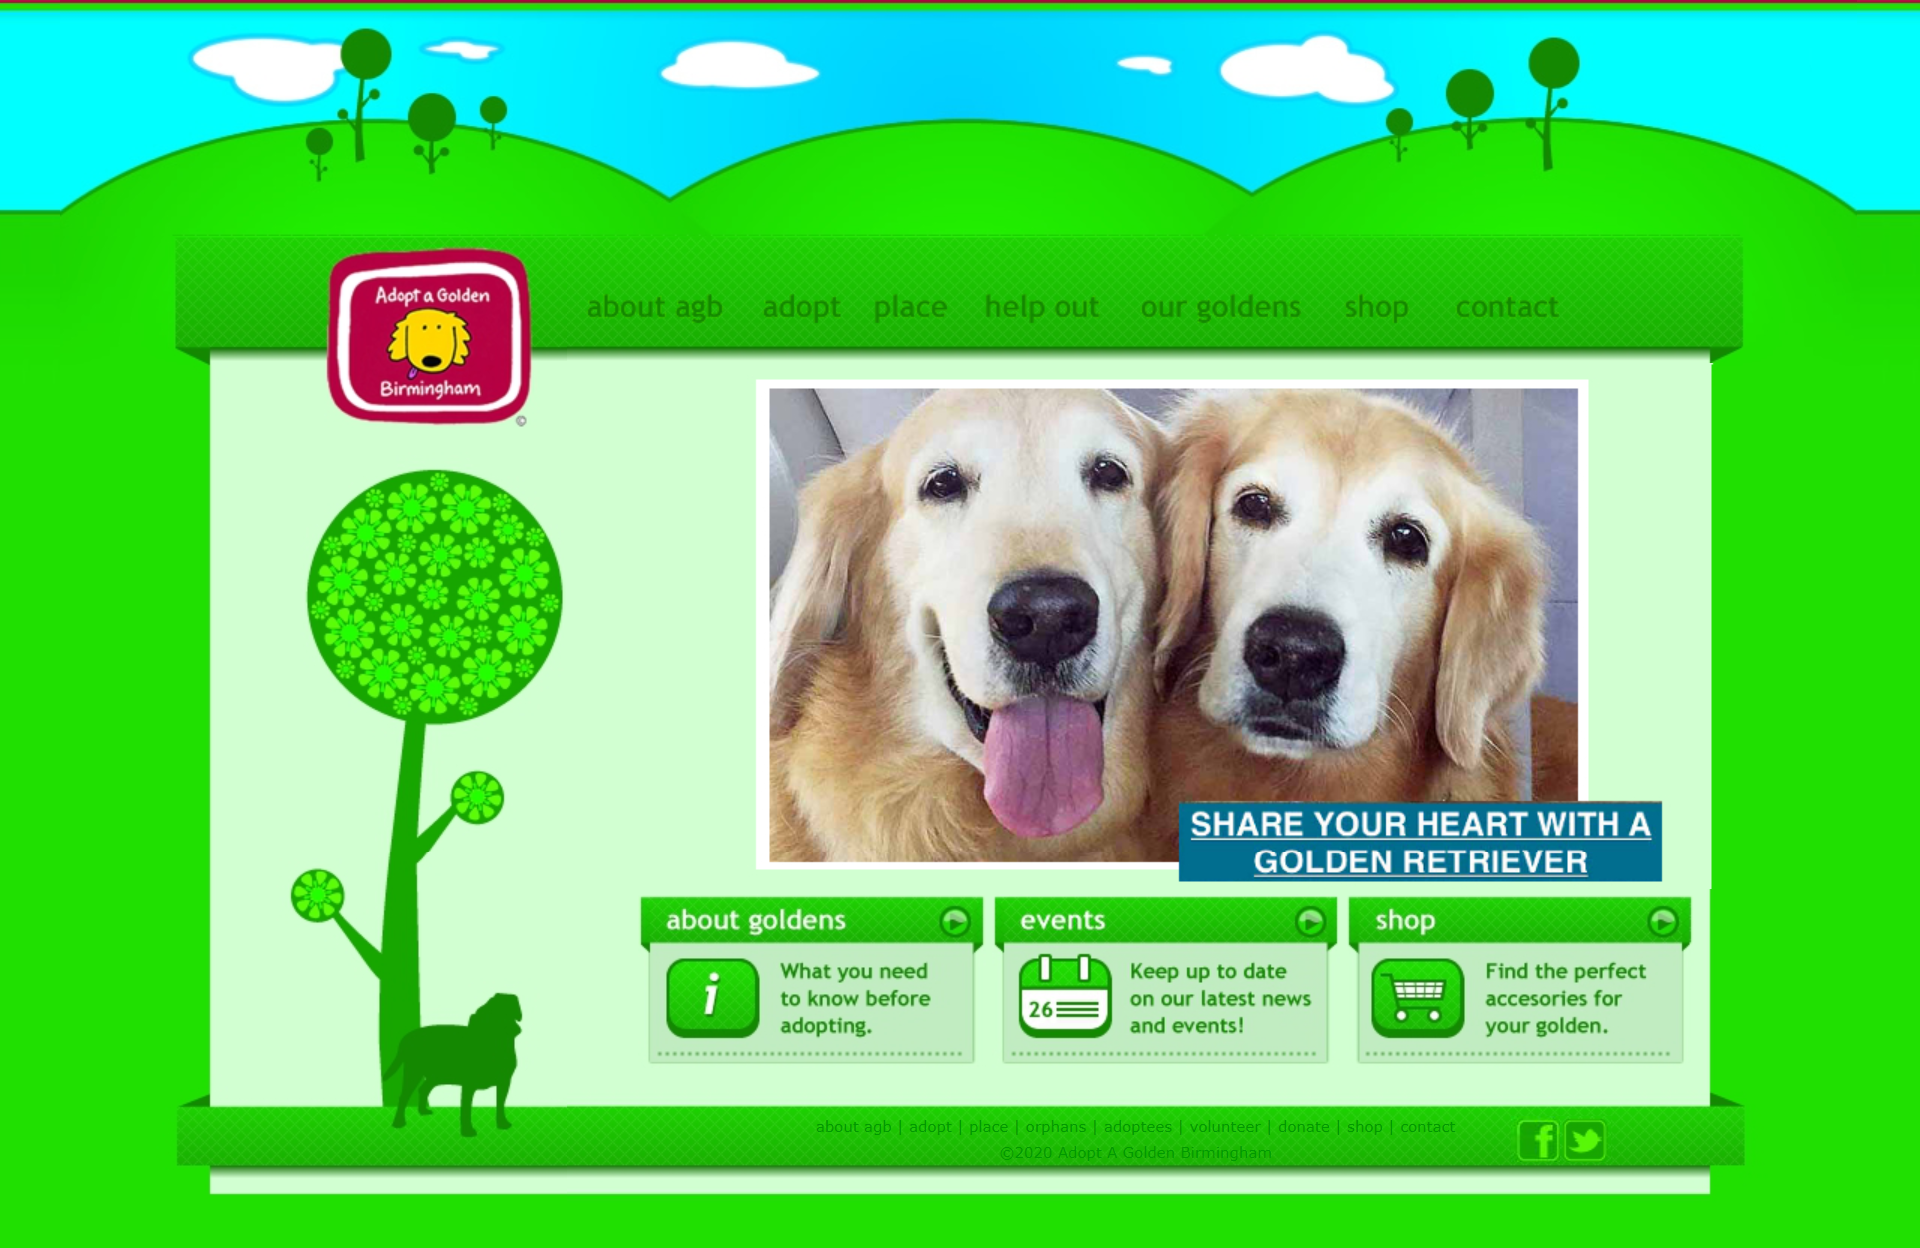 Adopt a Golden
Birmingham
©
about agb adopt place help out our goldens shop contact
SHARE YOUR HEART WITH A
GOLDEN RETRIEVER
about goldens
i
What you need
to know before
adopting.
events
26
Keep up to date
on our latest news
and events!
shop
Find the perfect
accesories for
your golden.
about agb | adopt | place | orphans | adoptees | volunteer | donate | shop | contact
©2020 Adopt A Golden Birmingham
f